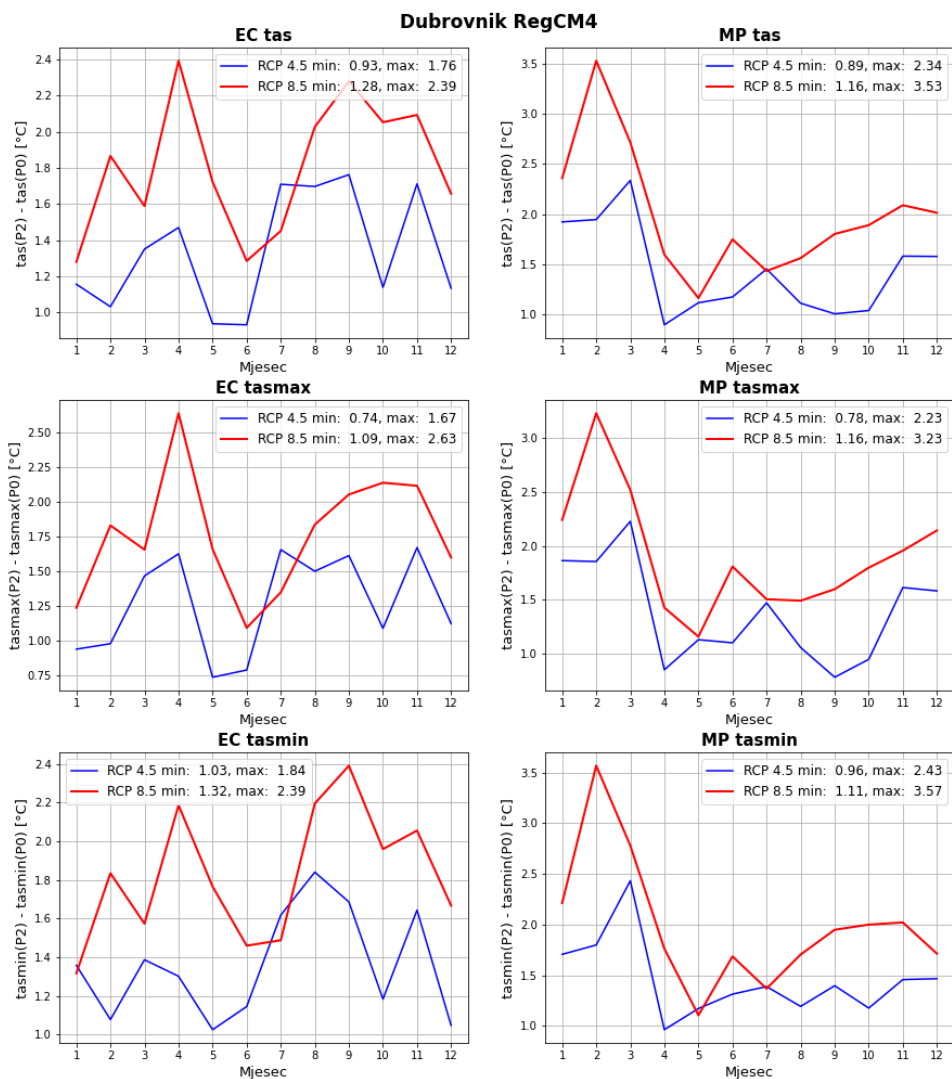 Dubrovnik RegCM4
EC tas
RCP 4.5 min:  0.93, max:  1.76
RCP 8.5 min:  1.28, max:  2.39
tas(P2) - tas(P0) [°C]
2.4
2.2
2.0
1.8
1.6
1.4
1.2
1.0
1 2 3 4 5 6 7 8 9 10 11 12
Mjesec
MP tas
RCP 4.5 min:  0.89, max:  2.34
RCP 8.5 min:  1.16, max:  3.53
tas(P2) - tas(P0) [°C]
3.5
3.0
2.5
2.0
1.5
1.0
1 2 3 4 5 6 7 8 9 10 11 12
Mjesec
EC tasmax
RCP 4.5 min:  0.74, max:  1.67
RCP 8.5 min:  1.09, max:  2.63
tasmax(P2) - tasmax(P0) [°C]
2.50
2.25
2.00
1.75
1.50
1.25
1.00
0.75
1 2 3 4 5 6 7 8 9 10 11 12
Mjesec
MP tasmax
RCP 4.5 min:  0.78, max:  2.23
RCP 8.5 min:  1.16, max:  3.23
tasmax(P2) - tasmax(P0) [°C]
3.0
2.5
2.0
1.5
1.0
1 2 3 4 5 6 7 8 9 10 11 12
Mjesec
EC tasmin
RCP 4.5 min:  1.03, max:  1.84
RCP 8.5 min:  1.32, max:  2.39
tasmin(P2) - tasmin(P0) [°C]
2.4
2.2
2.0
1.8
1.6
1.4
1.2
1.0
1 2 3 4 5 6 7 8 9 10 11 12
Mjesec
MP tasmin
RCP 4.5 min:  0.96, max:  2.43
RCP 8.5 min:  1.11, max:  3.57
tasmin(P2) - tasmin(P0) [°C]
3.5
3.0
2.5
2.0
1.5
1.0
1 2 3 4 5 6 7 8 9 10 11 12
Mjesec